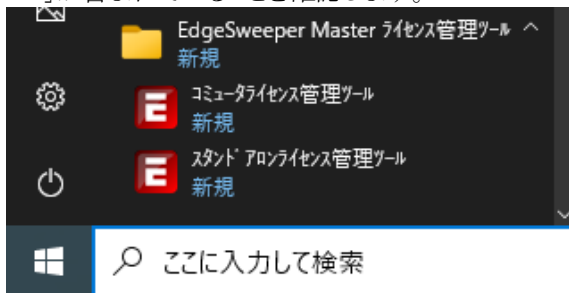 EdgeSweeper Master ライセンス管理ツール
新規
コミュータライセンス管理ツール
新規
スタンドアロンライセンス管理ツール
新規
ここに入力して検索